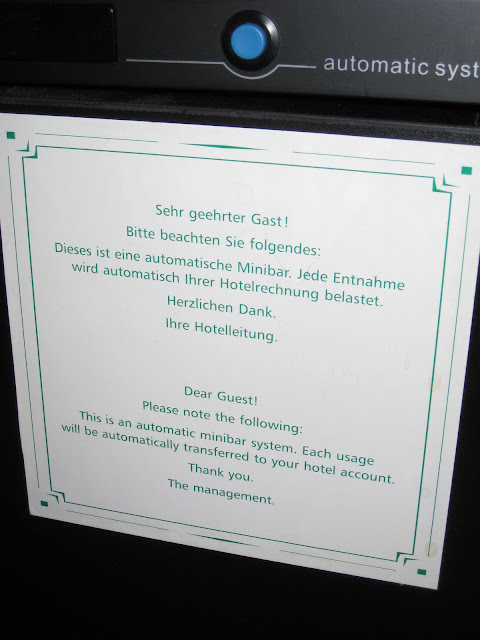 automatic syst
Sehr geehrter Gast!
Bitte beachten Sie folgendes:
Dieses ist eine automatische Minibar. Jede Entnahme
wird automatisch Ihrer Hotelrechnung belastet.
Herzlichen Dank.
Ihre Hotelleitung.
Dear Guest!
Please note the following:
This is an automatic minibar system. Each usage
will be automatically transferred to your hotel account.
Thank you.
The management.